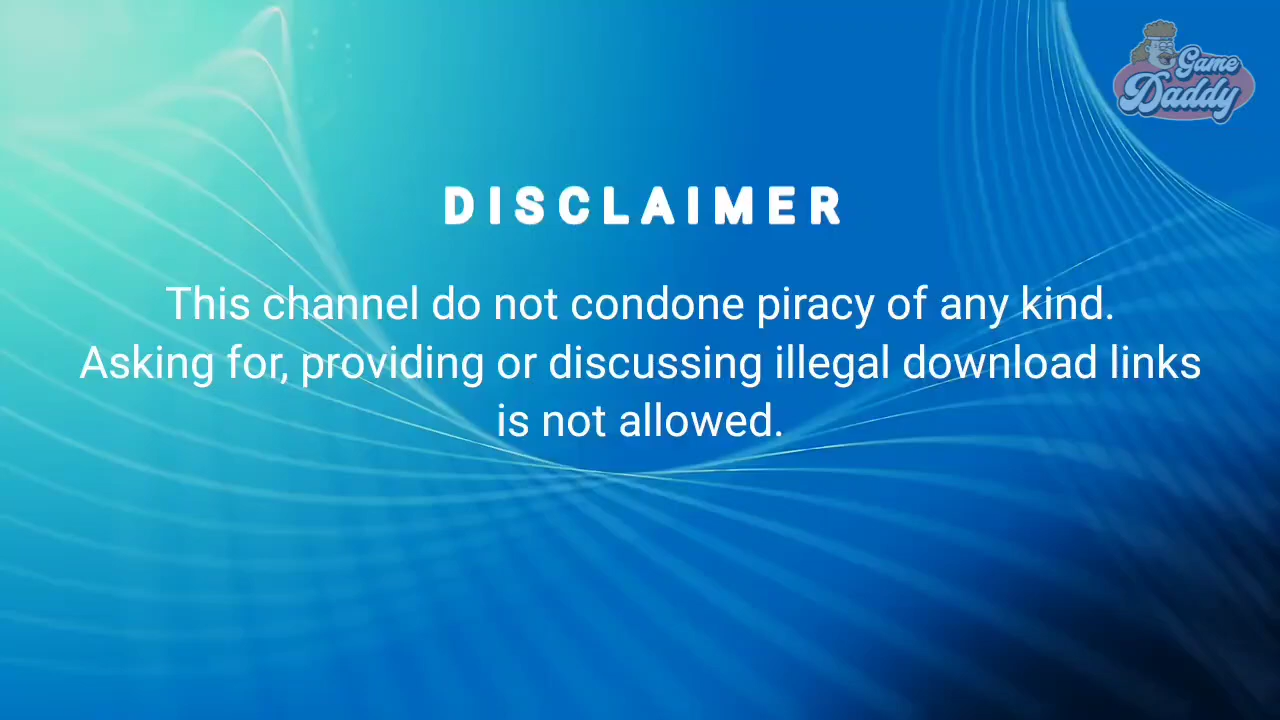 Game
Daddy
DISCLAIMER
This channel do not condone piracy of any kind.
Asking for, providing or discussing illegal download links
is not allowed.